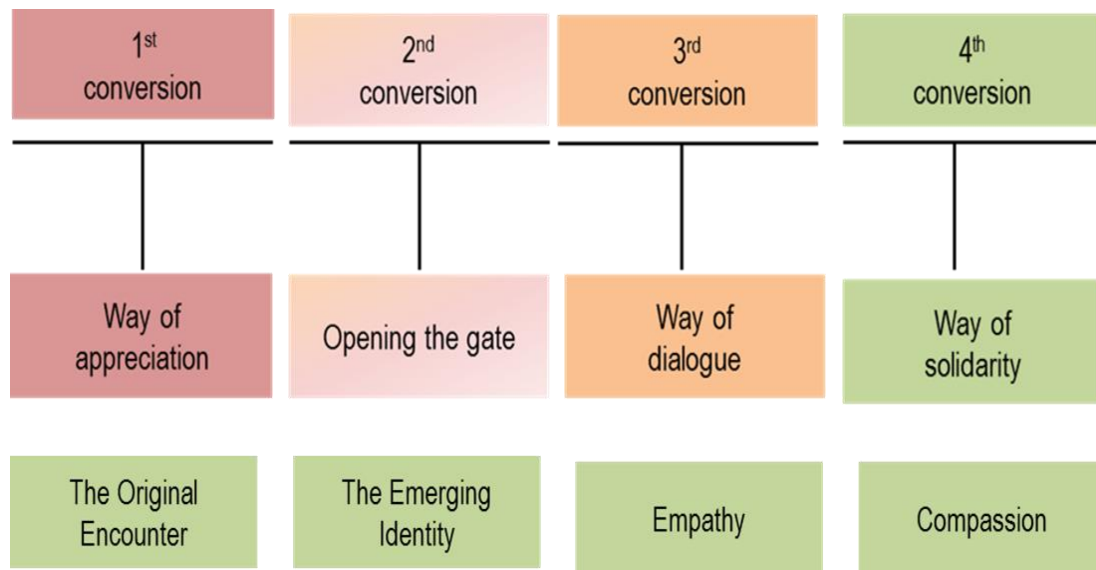 1st
conversion
2nd
conversion
3rd
conversion
4th
conversion
Way of
appreciation
Opening the gate
Way of
dialogue
Way of
solidarity
The Original
Encounter
The Emerging
Identity
Empathy
Compassion